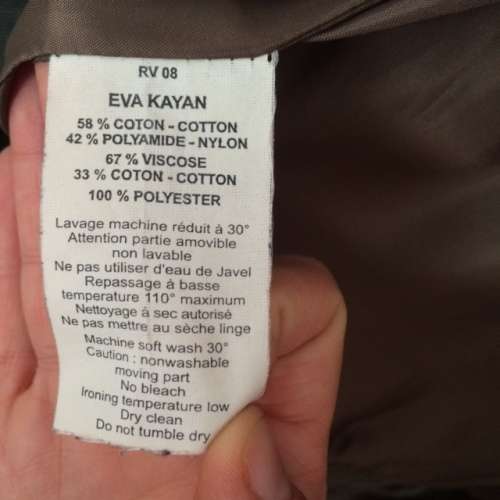 RV 08
EVA KAYAN
58 % COTON - COTTON
42 % POLYAMIDE - NYLON
67 % VISCOSE
33 % COTON - COTTON
100 % POLYESTER
Lavage machine réduit à 30°
Attention partie amovible
non lavable
Ne pas utiliser d'eau de Javel
Repassage à basse
temperature 110° maximum
Nettoyage à sec autorisé
Ne pas mettre au sèche linge
Machine soft wash 30°
Caution : nonwashable
moving part
No bleach
Ironing temperature low
Dry clean
Do not tumble dry